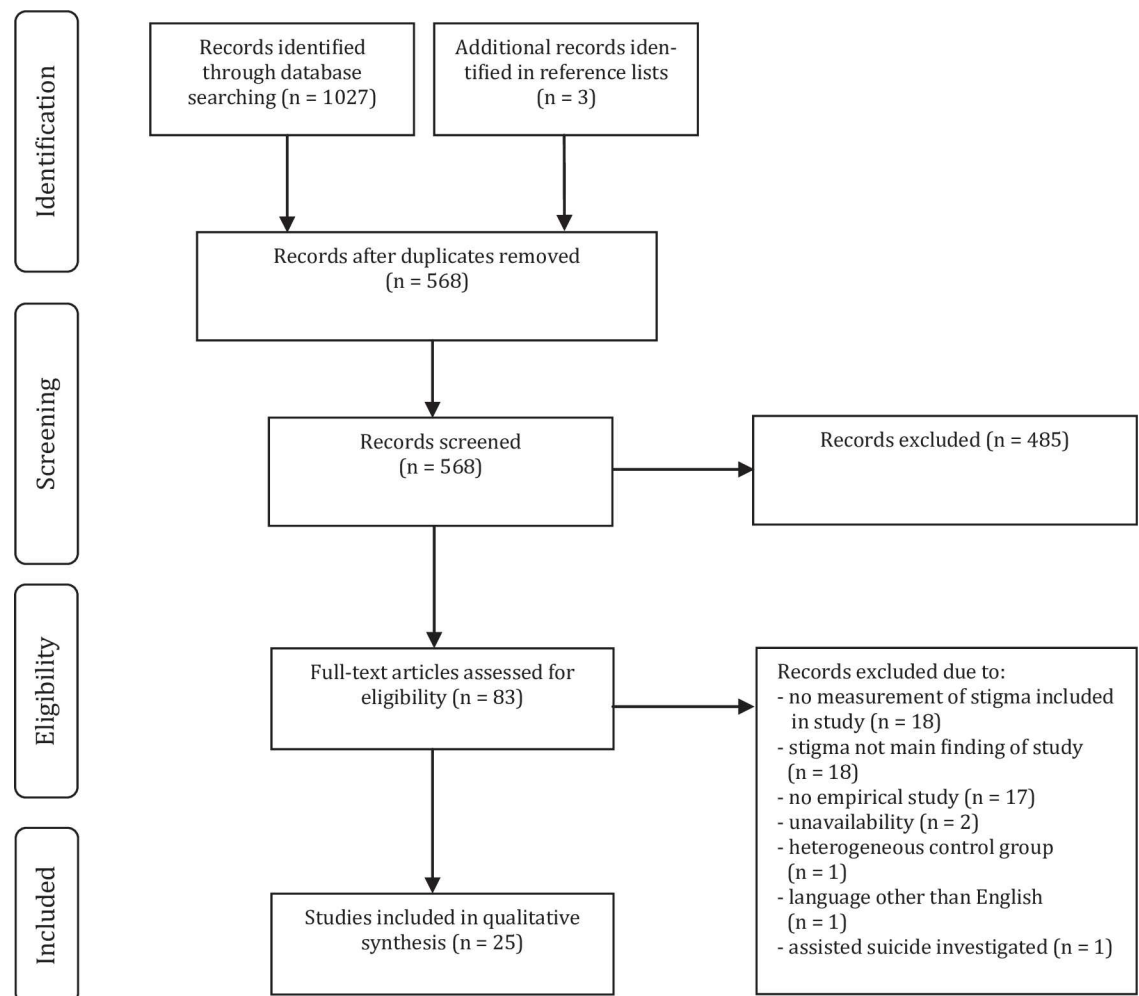 Identification
Records identified
through database
searching (n = 1027)
Additional records iden-
tified in reference lists
(n = 3)
Records after duplicates removed
(n = 568)
Screening
Records screened
(n = 568)
Records excluded (n = 485)
Eligibility
Full-text articles assessed for
eligibility (n = 83)
Records excluded due to:
- no measurement of stigma included
in study (n = 18)
- stigma not main finding of study
(n = 18)
- no empirical study (n = 17)
- unavailability (n = 2)
- heterogeneous control group
(n = 1)
- language other than English
(n = 1)
- assisted suicide investigated (n = 1)
Included
Studies included in qualitative
synthesis (n = 25)